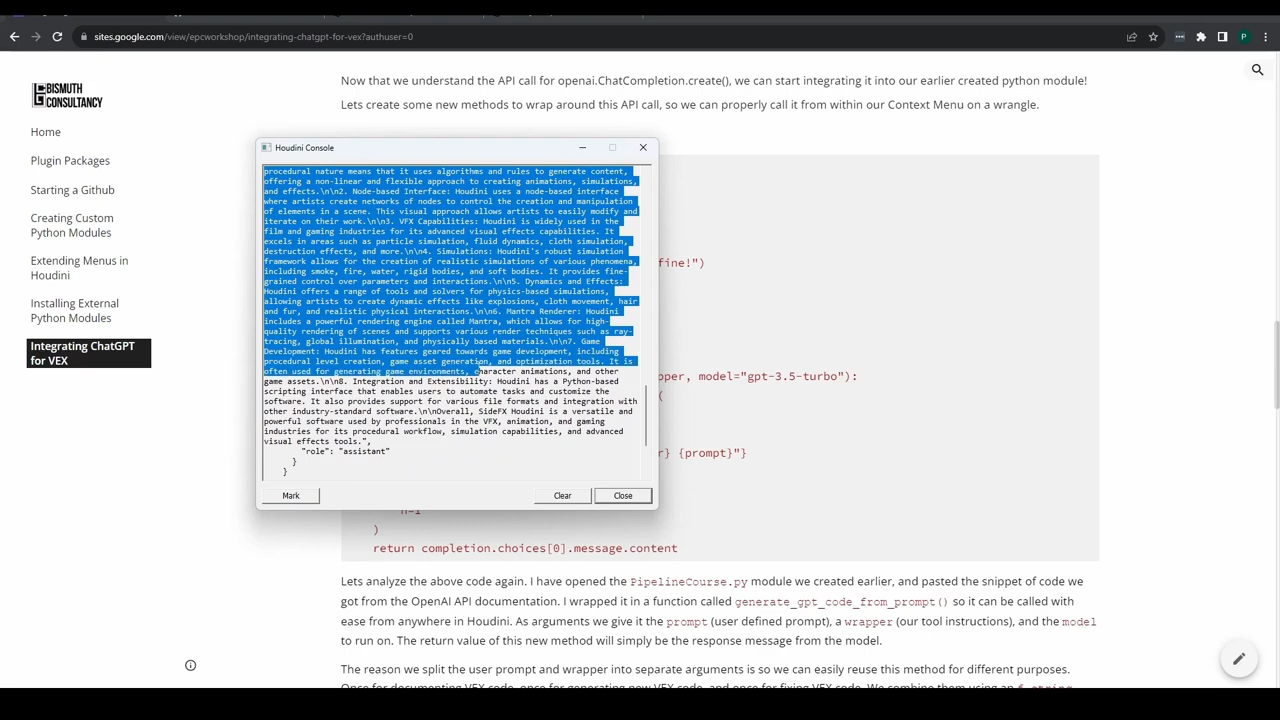 sites.google.com/view/epcworkshop/integrating-chatgpt-for-vex?authuser=0
P
BISMUTH
CONSULTANCY
Home
Plugin Packages
Starting a Github
Creating Custom
Python Modules
Extending Menus in
Houdini
Installing External
Python Modules
Integrating ChatGPT
for VEX
Now that we understand the API call for openai.ChatCompletion.create(), we can start integrating it into our earlier created python module!
Lets create some new methods to wrap around this API call, so we can properly call it from within our Context Menu on a wrangle.
Houdini Console
procedural nature means that it uses algorithms and rules to generate content,
offering a non-linear and flexible approach to creating animations, simulations,
and effects.\n\n2. Node-based Interface: Houdini uses a node-based interface
where artists create networks of nodes to control the creation and manipulation
of elements in a scene. This visual approach allows artists to easily modify and
iterate on their work.\n\n3. VFX Capabilities: Houdini is widely used in the
film and gaming industries for its advanced visual effects capabilities. It
excels in areas such as particle simulation, fluid dynamics, cloth simulation,
destruction effects, and more.\n\n4. Simulations: Houdini's robust simulation
framework allows for the creation of realistic simulations of various phenomena,
including smoke, fire, water, rigid bodies, and soft bodies. It provides fine-
grained control over parameters and interactions.\n\n5. Dynamics and Effects:
Houdini offers a range of tools and solvers for physics-based simulations,
allowing artists to create dynamic effects like explosions, cloth movement, hair
and fur, and realistic physical interactions.\n\n6. Mantra Renderer: Houdini
includes a powerful rendering engine called Mantra, which allows for high-
quality rendering of scenes and supports various render techniques such as ray-
tracing, global illumination, and physically based materials.\n\n7. Game
Development: Houdini has features geared towards game development, including
procedural level creation, game asset generation, and optimization tools. It is
often used for generating game environments, character animations, and other
game assets.\n\n8. Integration and Extensibility: Houdini has a Python-based
scripting interface that enables users to automate tasks and customize the
software. It also provides support for various file formats and integration with
other industry-standard software.\n\nOverall, SideFX Houdini is a versatile and
powerful software used by professionals in the VFX, animation, and gaming
industries for its procedural workflow, simulation capabilities, and advanced
visual effects tools.",
"role": "assistant"
}
}
Mark
Clear
Close
fine!")
pper, model="gpt-3.5-turbo"):
(
r} {prompt}"}
n=1
)
return completion.choices[0].message.content
Lets analyze the above code again. I have opened the PipelineCourse.py module we created earlier, and pasted the snippet of code we
got from the OpenAI API documentation. I wrapped it in a function called generate_gpt_code_from_prompt() so it can be called with
ease from anywhere in Houdini. As arguments we give it the prompt (user defined prompt), a wrapper (our tool instructions), and the model
to run on. The return value of this new method will simply be the response message from the model.
The reason we split the user prompt and wrapper into separate arguments is so we can easily reuse this method for different purposes.
Once for documenting VEX code, once for generating new VEX code, and once for fixing VEX code. We combine them using an f-string